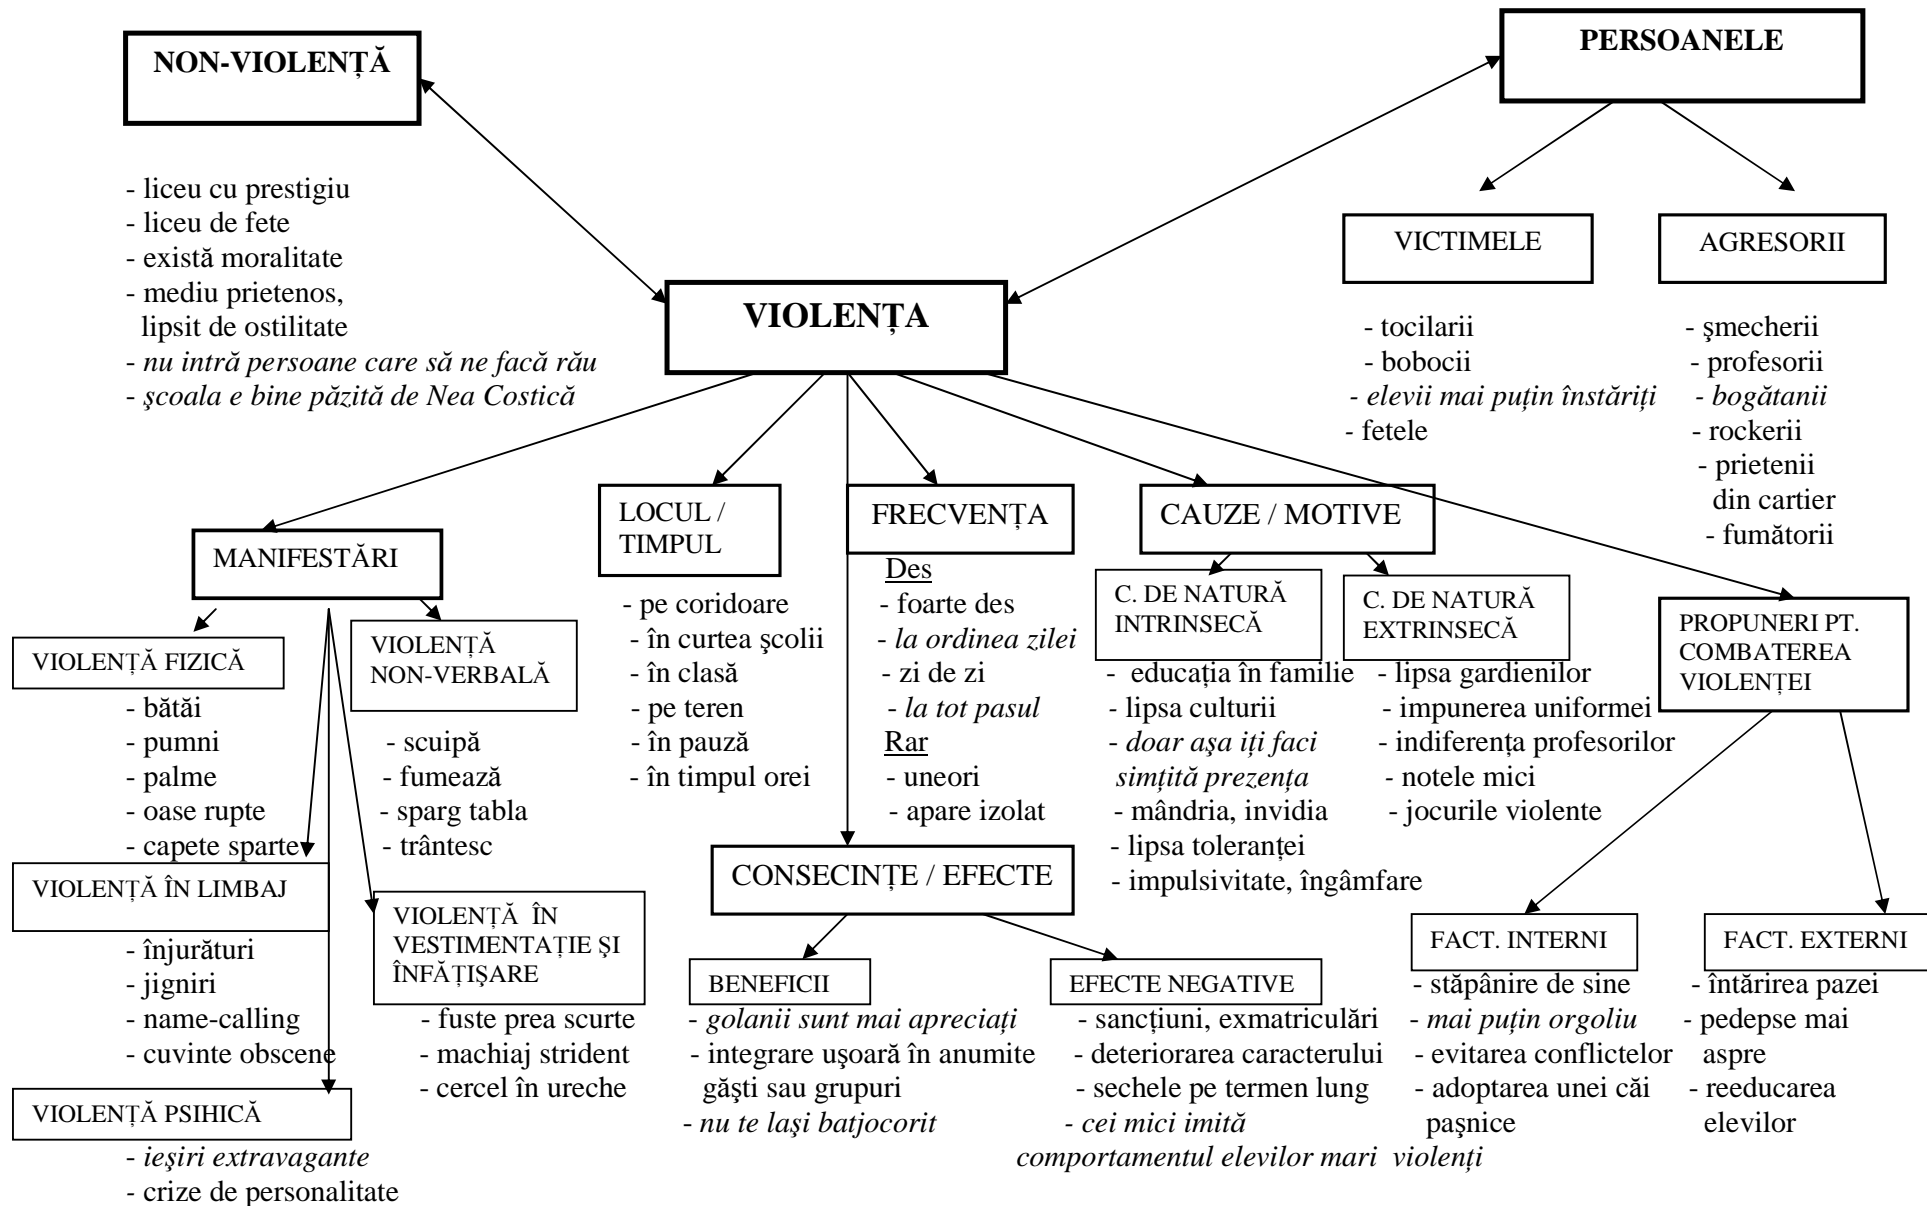 NON-VIOLENȚĂ
- liceu cu prestigiu
- liceu de fete
- există moralitate
- mediu prietenos,
lipsit de ostilitate
- nu intră persoane care să ne facă rău
- şcoala e bine păzită de Nea Costică
PERSOANELE
VICTIMELE
- tocilarii
- bobocii
- elevii mai puțin înstăriți
- fetele
AGRESORII
- şmecherii
- profesorii
- bogătanii
- rockerii
- prietenii
din cartier
- fumătorii
VIOLENȚA
MANIFESTĂRI
VIOLENȚĂ FIZICĂ
- bătăi
- pumni
- palme
- oase rupte
- capete sparte
VIOLENȚĂ
NON-VERBALĂ
- scuipă
- fumează
- sparg tabla
- trântesc
VIOLENȚĂ ÎN LIMBAJ
- înjurături
- jigniri
- name-calling
- cuvinte obscene
VIOLENȚĂ ÎN
VESTIMENTAȚIE ŞI
ÎNFĂȚIŞARE
- fuste prea scurte
- machiaj strident
- cercel în ureche
VIOLENȚĂ PSIHICĂ
- ieşiri extravagante
- crize de personalitate
LOCUL /
TIMPUL
- pe coridoare
- în curtea şcolii
- în clasă
- pe teren
- în pauză
- în timpul orei
FRECVENȚA
Des
- foarte des
- la ordinea zilei
- zi de zi
- la tot pasul
Rar
- uneori
- apare izolat
CONSECINȚE / EFECTE
BENEFICII
- golanii sunt mai apreciați
- integrare uşoară în anumite
găşti sau grupuri
- nu te laşi batjocorit
EFECTE NEGATIVE
- sancțiuni, exmatriculări
- deteriorarea caracterului
- sechele pe termen lung
- cei mici imită
comportamentul elevilor mari violenți
CAUZE / MOTIVE
C. DE NATURĂ
INTRINSECĂ
- educația în familie
- lipsa culturii
- doar aşa iți faci
simțită prezența
- mândria, invidia
- lipsa toleranței
- impulsivitate, îngâmfare
C. DE NATURĂ
EXTRINSECĂ
- lipsa gardienilor
- impunerea uniformei
- indiferența profesorilor
- notele mici
- jocurile violente
PROPUNERI PT.
COMBATEREA
VIOLENȚEI
FACT. INTERNI
- stăpânire de sine
- mai puțin orgoliu
- evitarea conflictelor
- adoptarea unei căi
paşnice
FACT. EXTERNI
- întărirea pazei
- pedepse mai
aspre
- reeducarea
elevilor